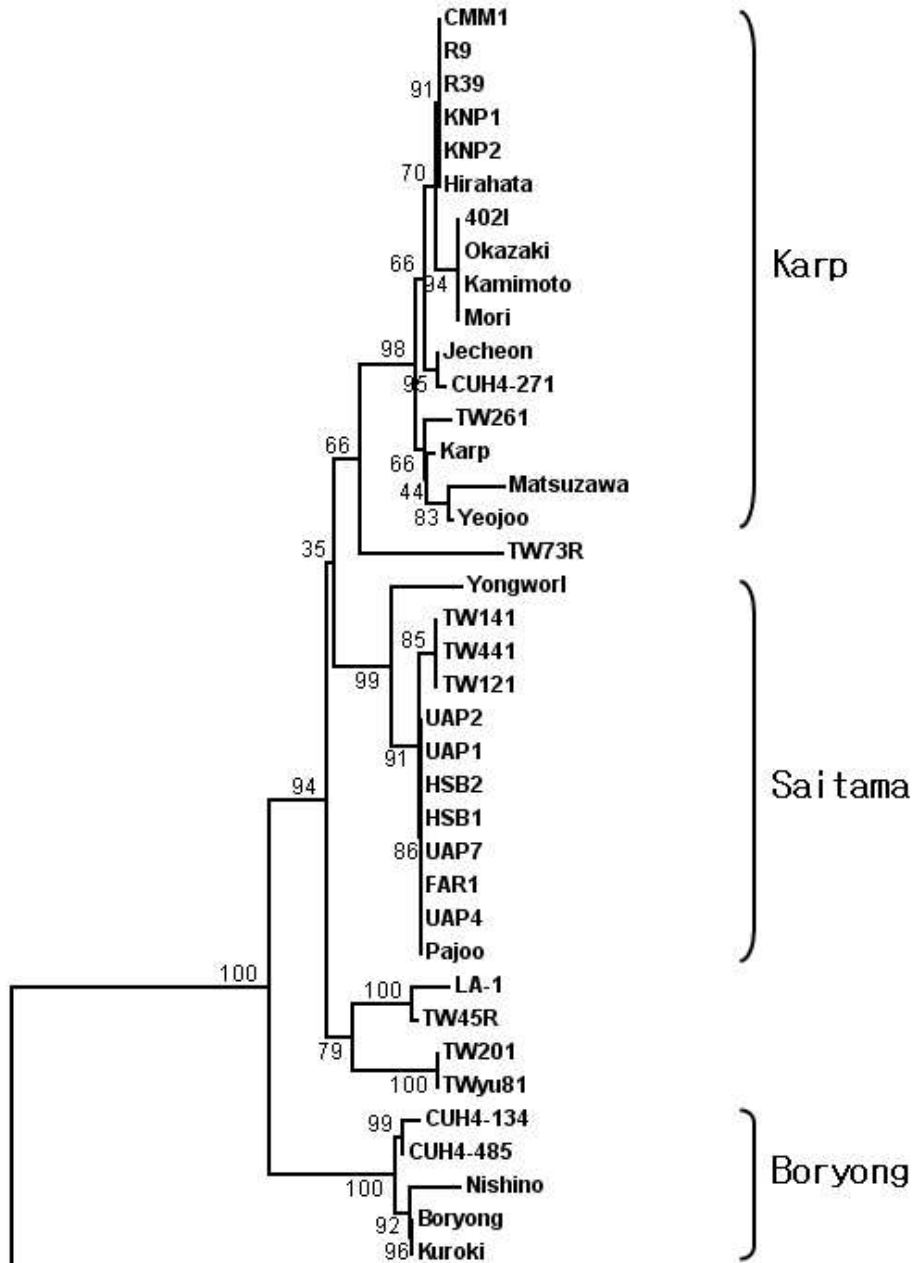 CMM1
R9
91
R39
KNP1
KNP2
70
Hirahata
402I
Okazaki
66
Karp
94
Kamimoto
Mori
98
Jecheon
95
CUH4-271
TW261
66
Karp
66
44
Matsuzawa
83
Yeojoo
35
TW73R
Yongworl
TW141
85
TW441
99
TW121
UAP2
91
UAP1
94
HSB2
Saitama
HSB1
86
UAP7
FAR1
UAP4
Pajoo
100
LA-1
100
TW45R
79
TW201
100
TWyu81
99
CUH4-134
CUH4-485
Boryong
100
Nishino
92
Boryong
96
Kuroki